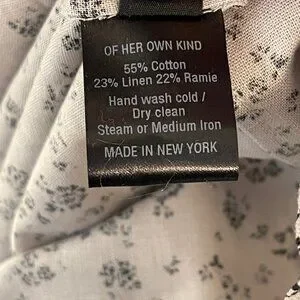 OF HER OWN KIND
55% Cotton
23% Linen 22% Ramie
Hand wash cold /
Dry clean
Steam or Medium Iron
MADE IN NEW YORK